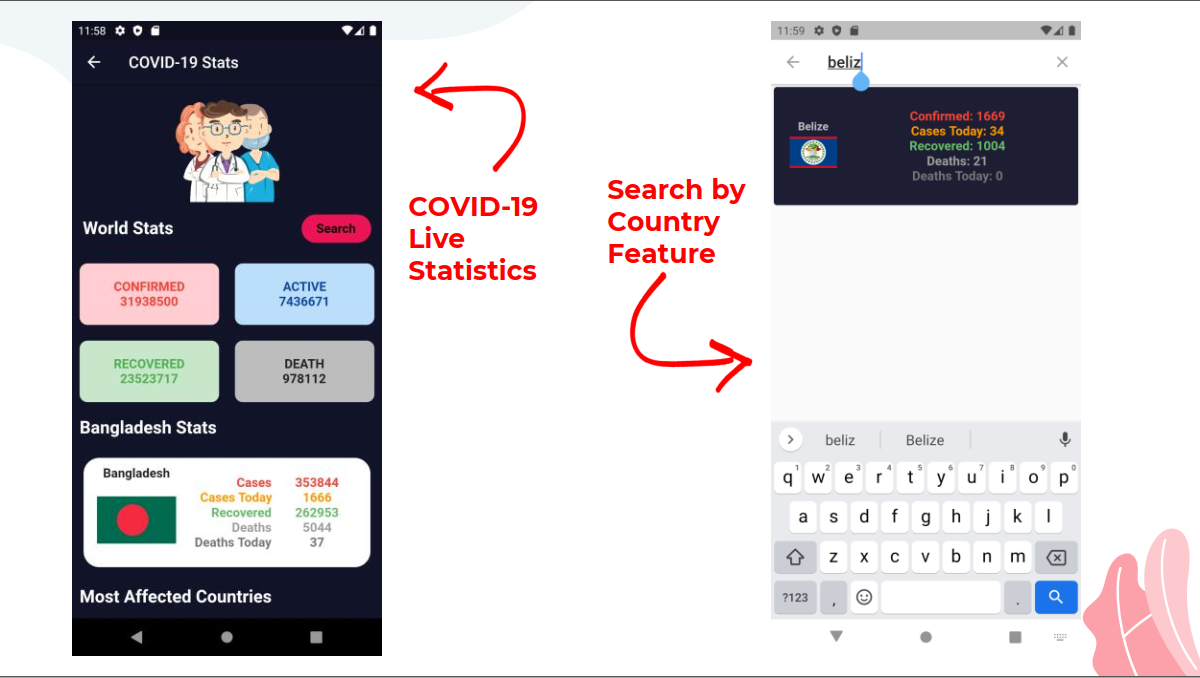 11:58
COVID-19 Stats
World Stats
Search
CONFIRMED
31938500
ACTIVE
7436671
RECOVERED
23523717
DEATH
978112
Bangladesh Stats
Bangladesh
Cases 353844
Cases Today 1666
Recovered 262953
Deaths 5044
Deaths Today 37
Most Affected Countries
COVID-19
Live
Statistics
Search by
Country
Feature
11:59
beliz
Belize
Confirmed: 1669
Cases Today: 34
Recovered: 1004
Deaths: 21
Deaths Today: 0
beliz Belize
q1 w2 e3 r4 t5 y6 u7 i8 o9 p0
a s d f g h j k l
z x c v b n m
?123 , .